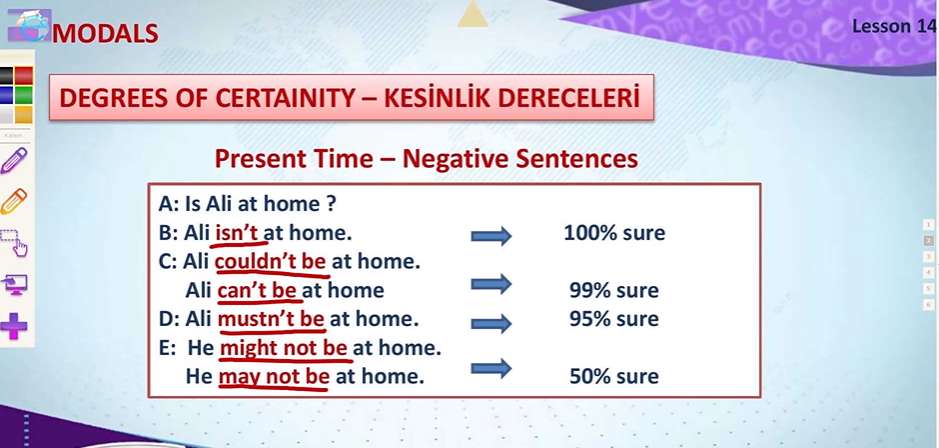 MODALS
Lesson 14
DEGREES OF CERTAINITY – KESİNLİK DERECELERİ
Present Time – Negative Sentences
A: Is Ali at home ?
B: Ali isn't at home. 100% sure
C: Ali couldn't be at home.
Ali can't be at home 99% sure
D: Ali mustn't be at home. 95% sure
E: He might not be at home.
He may not be at home. 50% sure
Kalem
1
2
3
4
5
6